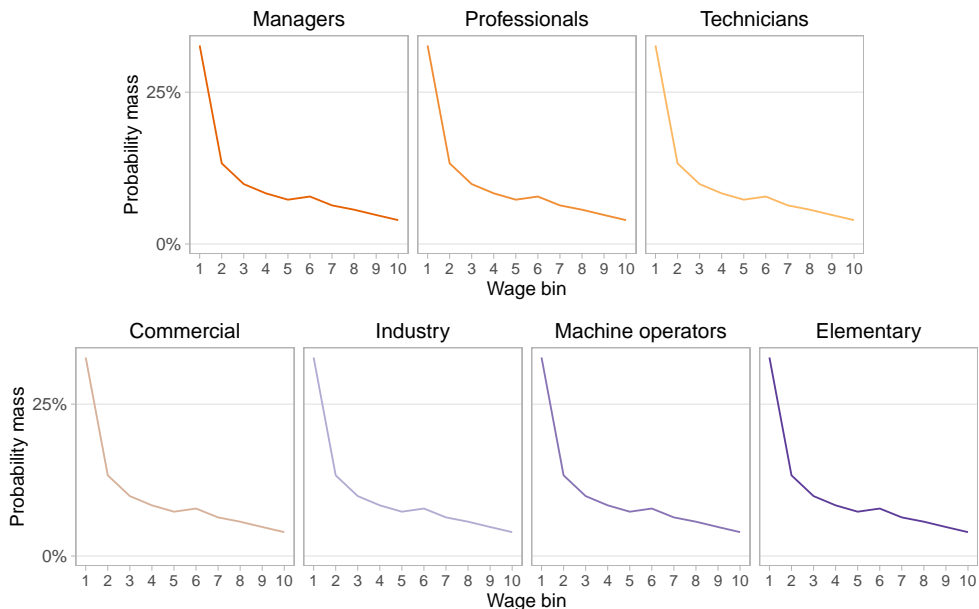 Managers Professionals Technicians
Probability mass
25%
0%
1 2 3 4 5 6 7 8 9 10 1 2 3 4 5 6 7 8 9 10 1 2 3 4 5 6 7 8 9 10
Wage bin
Commercial Industry Machine operators Elementary
Probability mass
25%
0%
1 2 3 4 5 6 7 8 9 10 1 2 3 4 5 6 7 8 9 10 1 2 3 4 5 6 7 8 9 10 1 2 3 4 5 6 7 8 9 10
Wage bin